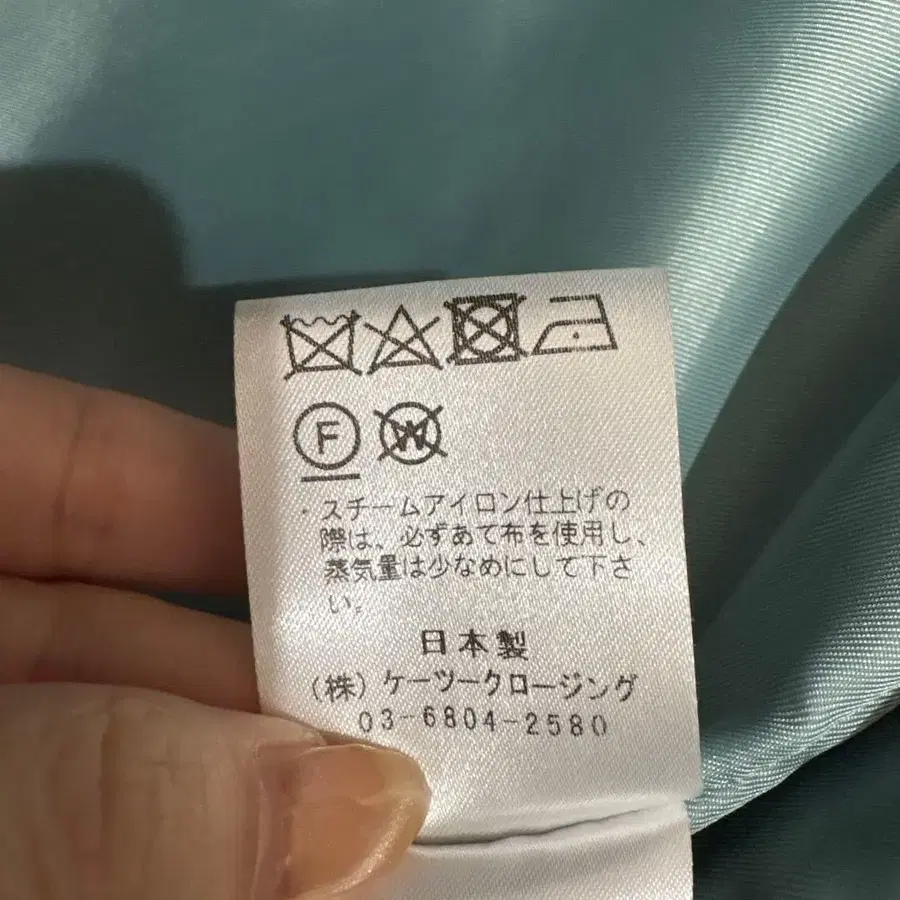 F W
・スチームアイロン仕上げの
際は、必ずあて布を使用し、
蒸気量は少なめにして下さ
い。
日本製
(株)ケーツークロージング
03-6804-2580